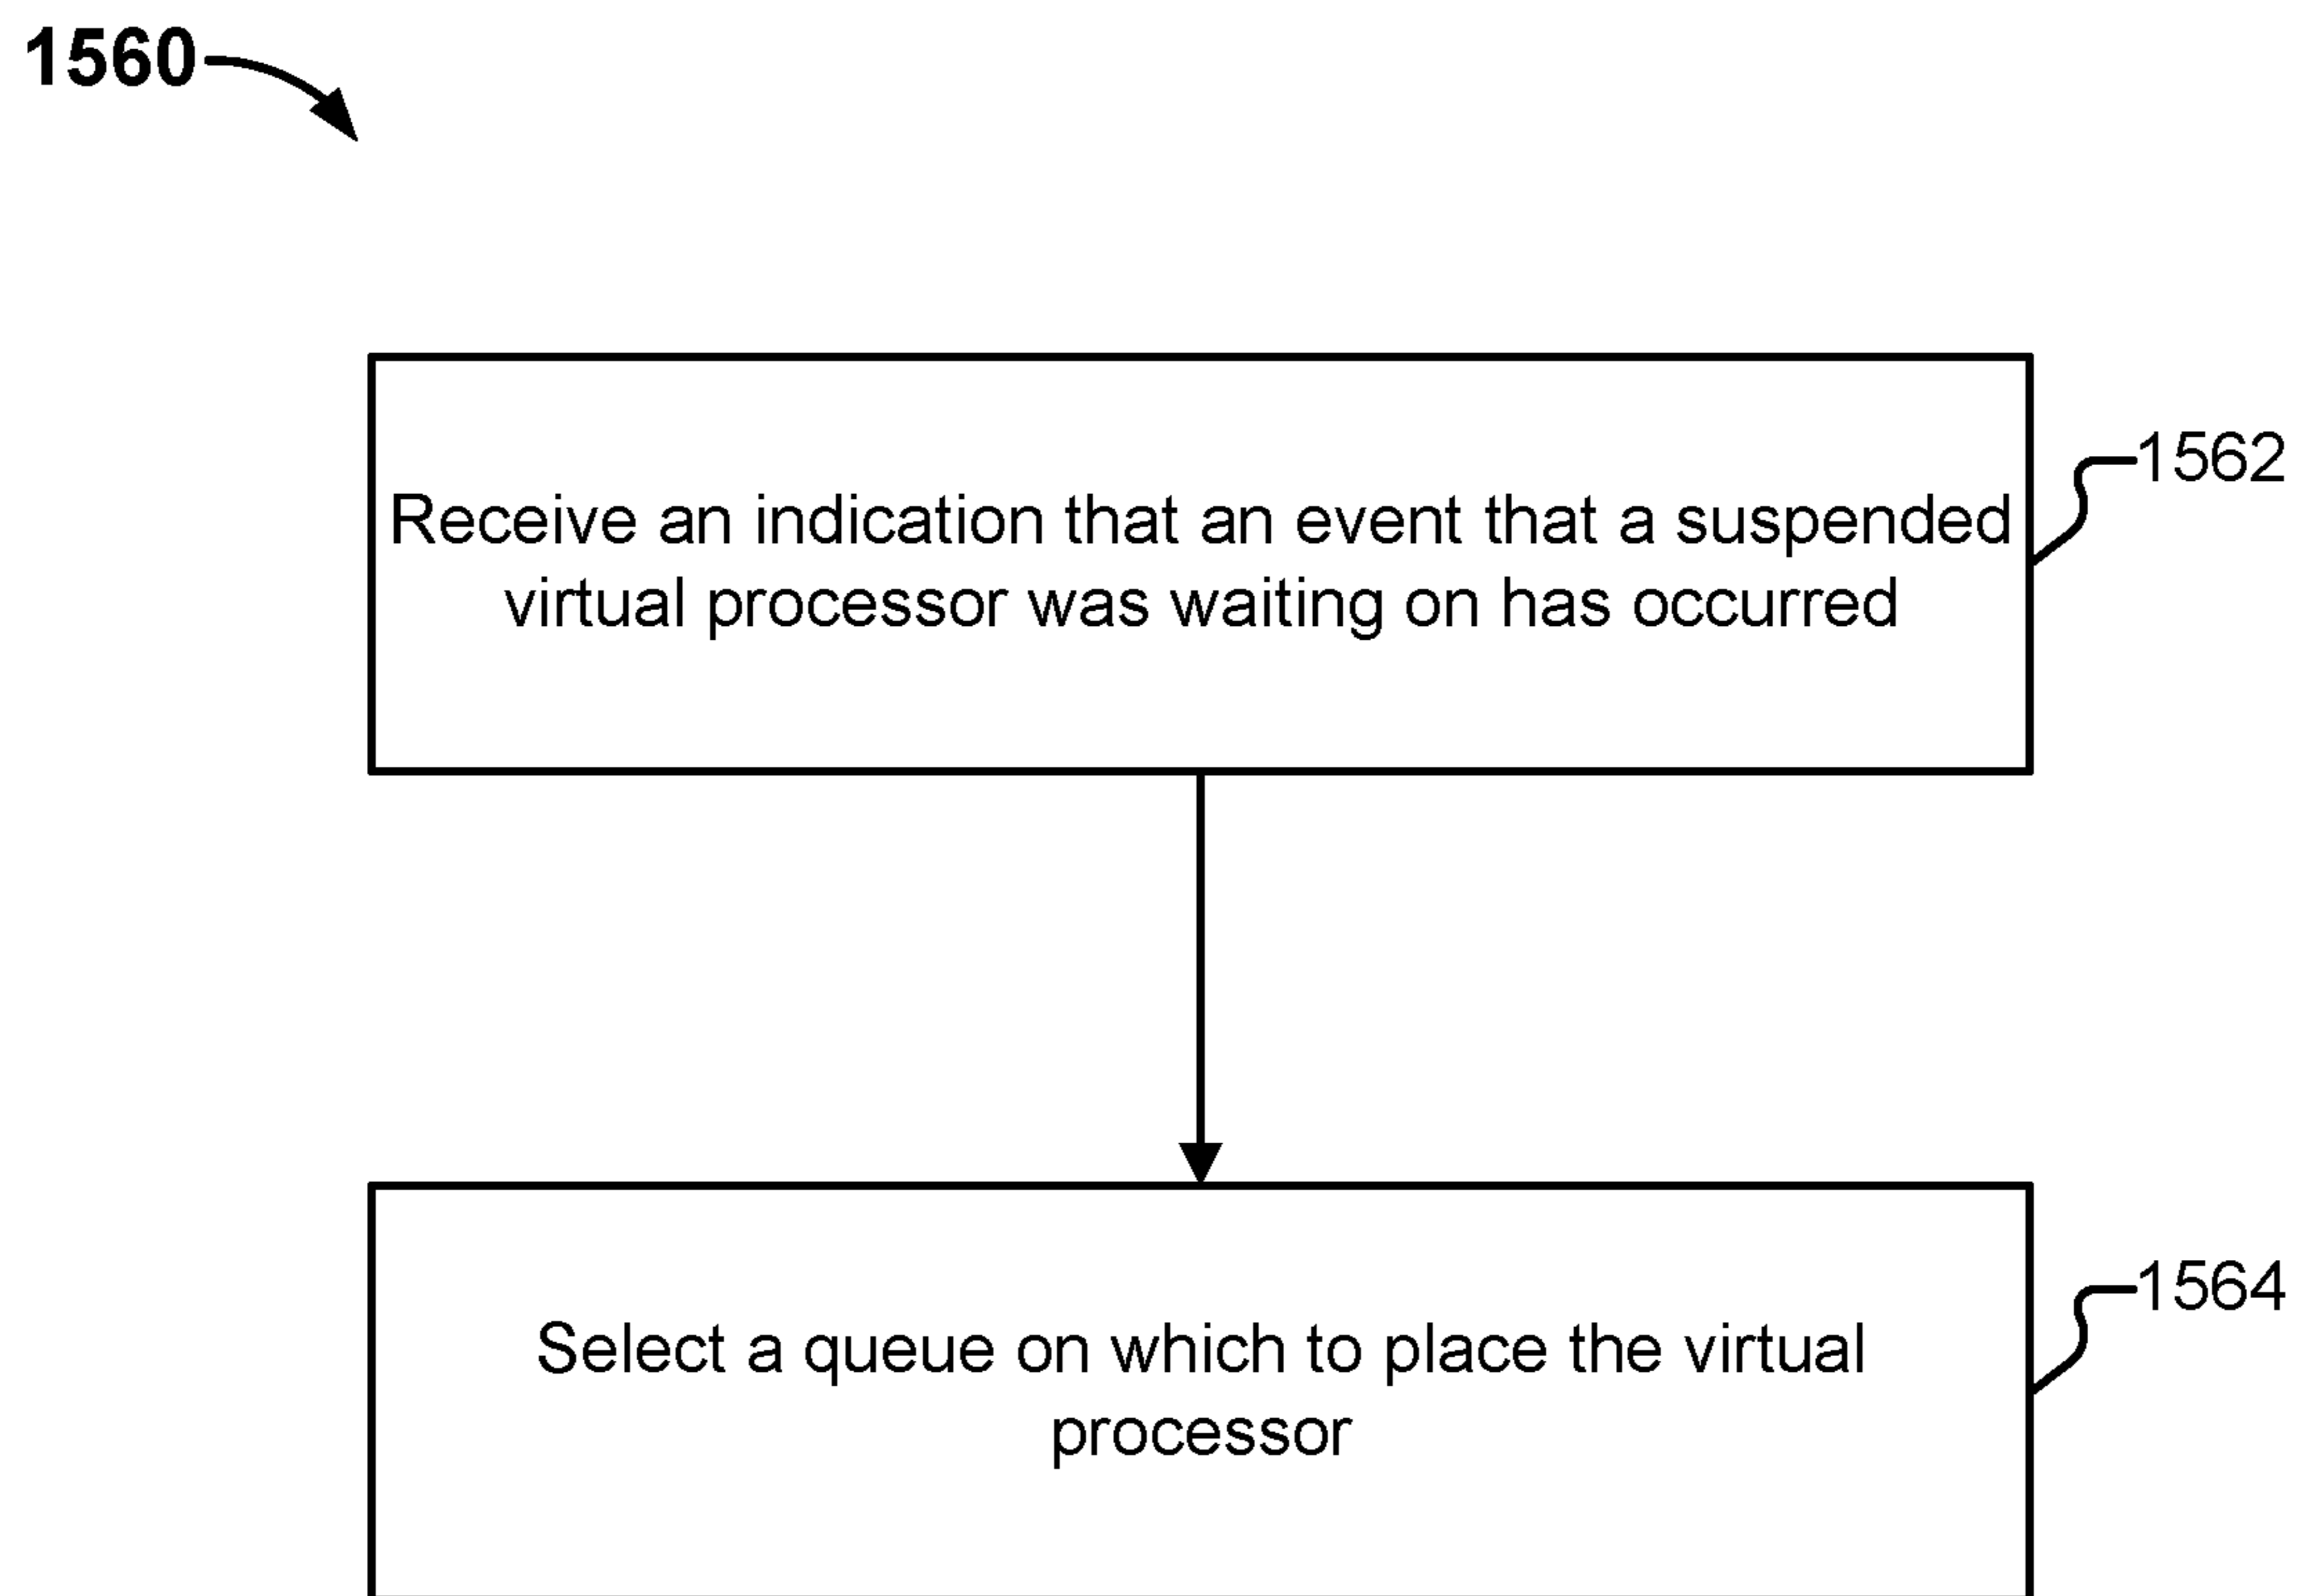 1560
Receive an indication that an event that a suspended
virtual processor was waiting on has occurred
1562
Select a queue on which to place the virtual
processor
1564